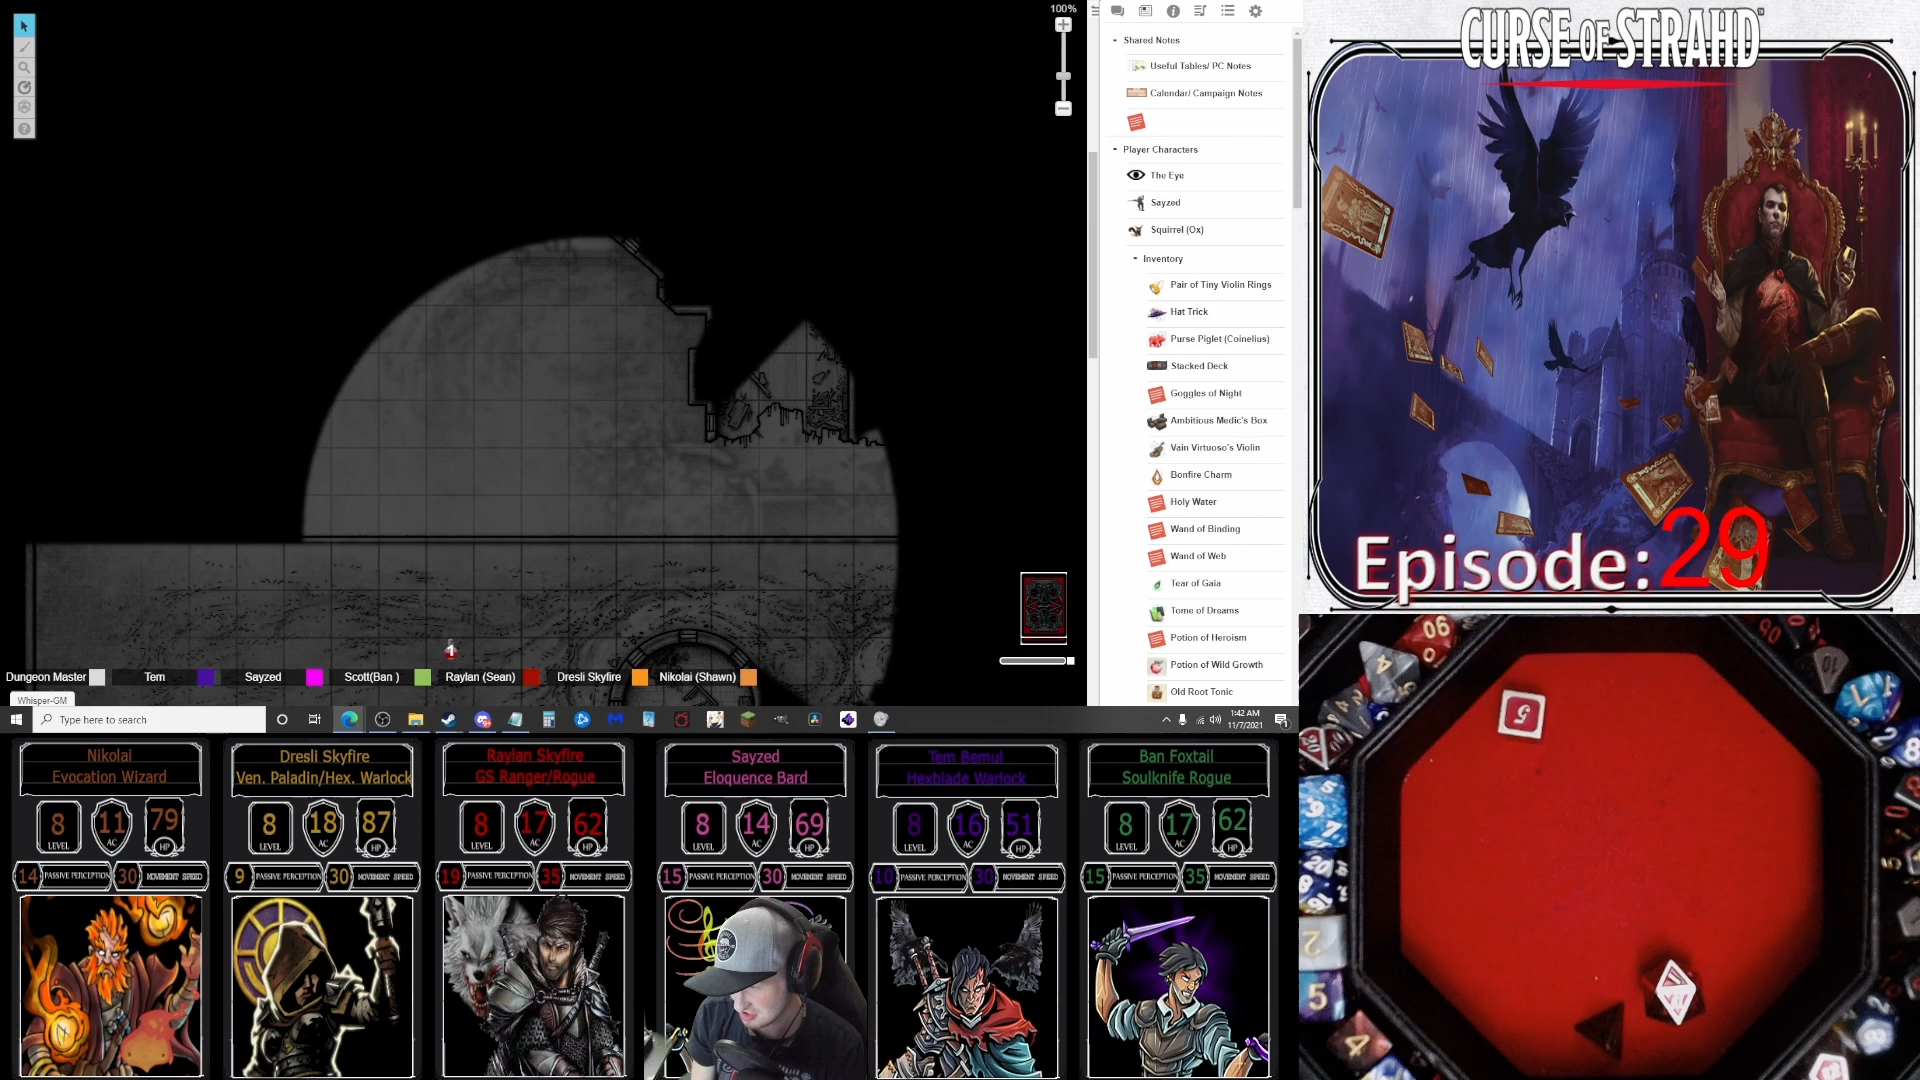 100%
Shared Notes
Useful Tables/ PC Notes
Calendar/ Campaign Notes
Player Characters
The Eye
Sayzed
Squirrel (Ox)
Inventory
Pair of Tiny Violin Rings
Hat Trick
Purse Piglet (Coinelius)
Stacked Deck
Goggles of Night
Ambitious Medic's Box
Vain Virtuoso's Violin
Bonfire Charm
Holy Water
Wand of Binding
Wand of Web
Tear of Gaia
Tome of Dreams
Potion of Heroism
Potion of Wild Growth
Old Root Tonic
CURSE OF STRAHD
Episode: 29
1
Dungeon Master
Tem
Sayzed
Scott(Ban )
Raylan (Sean)
Dresli Skyfire
Nikolai (Shawn)
Whisper-GM
Type here to search
1:42 AM
11/7/2021
Nikolai
Evocation Wizard
8
LEVEL
11
AC
79
HP
14 PASSIVE PERCEPTION
30 MOVEMENT SPEED
Dresli Skyfire
Ven. Paladin/Hex. Warlock
8
LEVEL
18
AC
87
HP
9 PASSIVE PERCEPTION
30 MOVEMENT SPEED
Raylan Skyfire
GS Ranger/Rogue
8
LEVEL
17
AC
62
HP
19 PASSIVE PERCEPTION
35 MOVEMENT SPEED
Sayzed
Eloquence Bard
8
LEVEL
14
AC
69
HP
15 PASSIVE PERCEPTION
30 MOVEMENT SPEED
Tem Bemul
Hexblade Warlock
8
LEVEL
16
AC
51
HP
10 PASSIVE PERCEPTION
30 MOVEMENT SPEED
Ban Foxtail
Soulknife Rogue
8
LEVEL
17
AC
62
HP
15 PASSIVE PERCEPTION
35 MOVEMENT SPEED
5